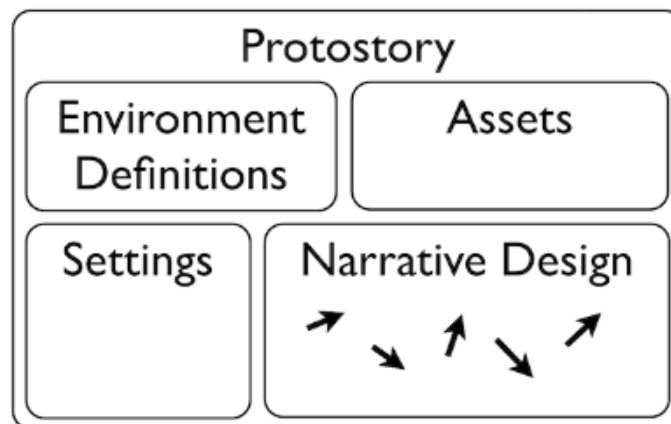 Protostory
Environment
Definitions
Assets
Settings
Narrative Design